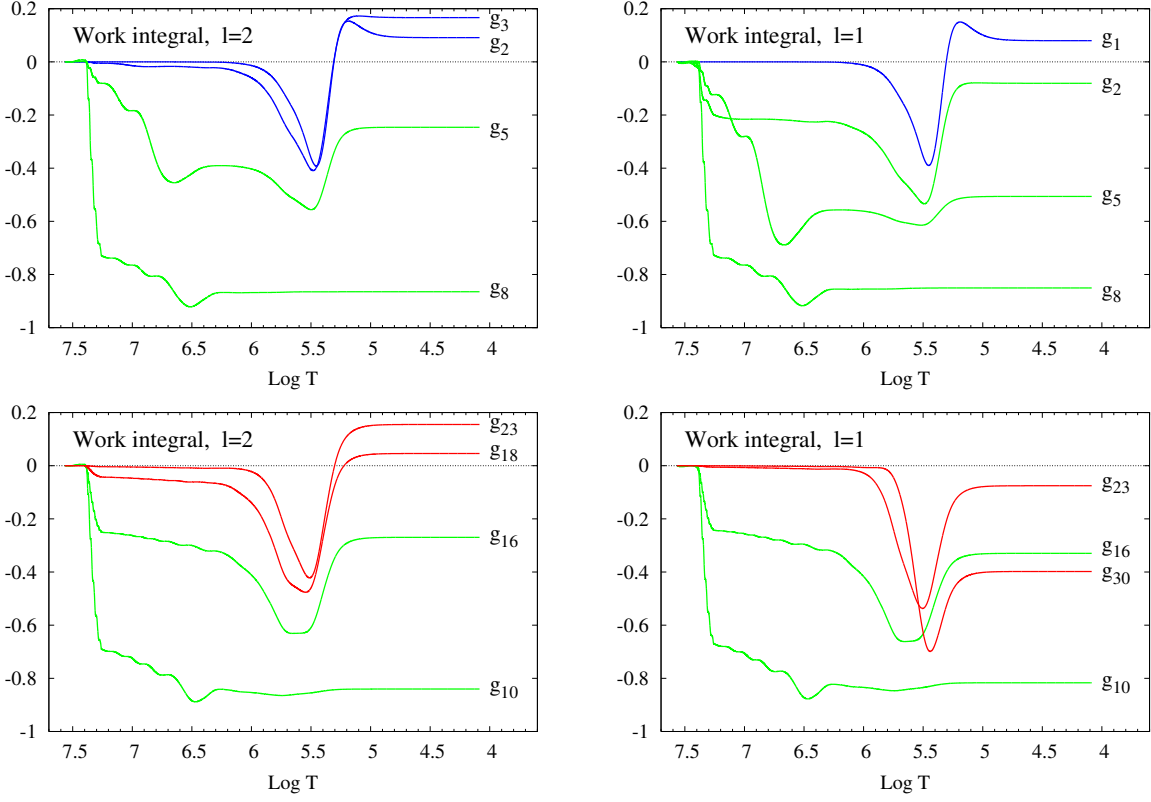 Work integral, l=2
0.2
0
-0.2
-0.4
-0.6
-0.8
-1
g3
g2
g5
g8
7.5 7 6.5 6 5.5 5 4.5 4
Log T
Work integral, l=1
0.2
0
-0.2
-0.4
-0.6
-0.8
-1
g1
g2
g5
g8
7.5 7 6.5 6 5.5 5 4.5 4
Log T
Work integral, l=2
0.2
0
-0.2
-0.4
-0.6
-0.8
-1
g23
g18
g16
g10
7.5 7 6.5 6 5.5 5 4.5 4
Log T
Work integral, l=1
0.2
0
-0.2
-0.4
-0.6
-0.8
-1
g23
g16
g30
g10
7.5 7 6.5 6 5.5 5 4.5 4
Log T